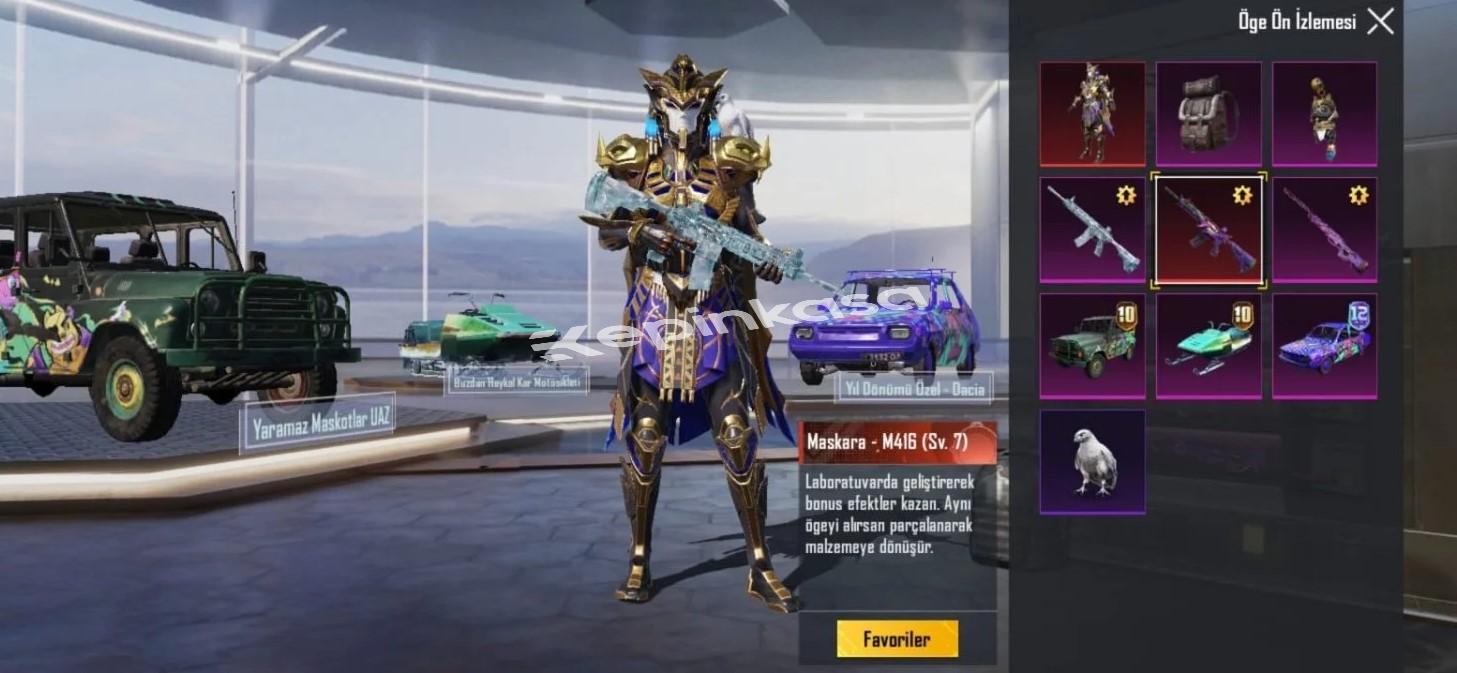 Öge Ön İzlemesi
10
10
12
Kepinkasa
Yaramaz Maskotlar UAZ
Buzdan Heykel Kar Motosikleti
Yıl Dönümü Özel - Dacia
Maskara - M416 (Sv. 7)
Laboratuvarda geliştirerek
bonus efektler kazan. Aynı
ögeyi alırsan parçalanarak
malzemeye dönüşür.
Favoriler